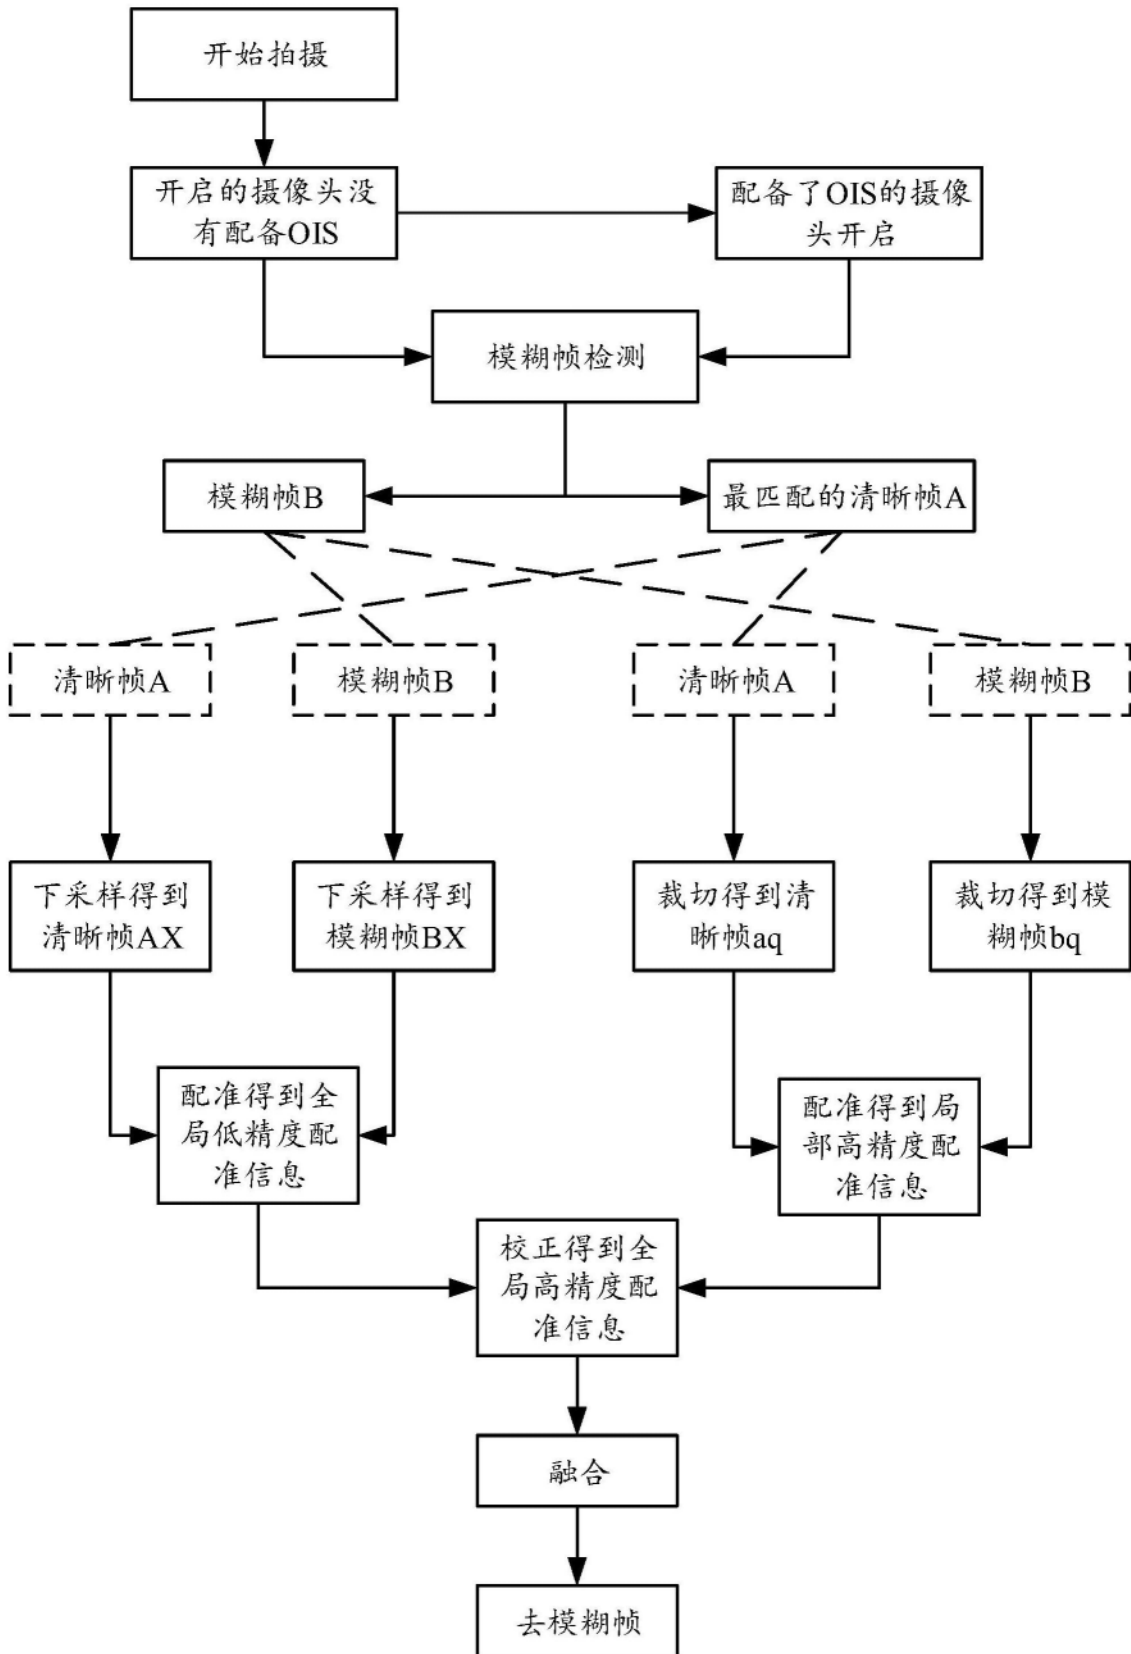 开始拍摄
开启的摄像头没
有配备OIS
配备了OIS的摄像
头开启
模糊帧检测
模糊帧B
最匹配的清晰帧A
清晰帧A
模糊帧B
清晰帧A
模糊帧B
下采样得到
清晰帧AX
下采样得到
模糊帧BX
裁切得到清
晰帧aq
裁切得到模
糊帧bq
配准得到全
局低精度配
准信息
配准得到局
部高精度配
准信息
校正得到全
局高精度配
准信息
融合
去模糊帧